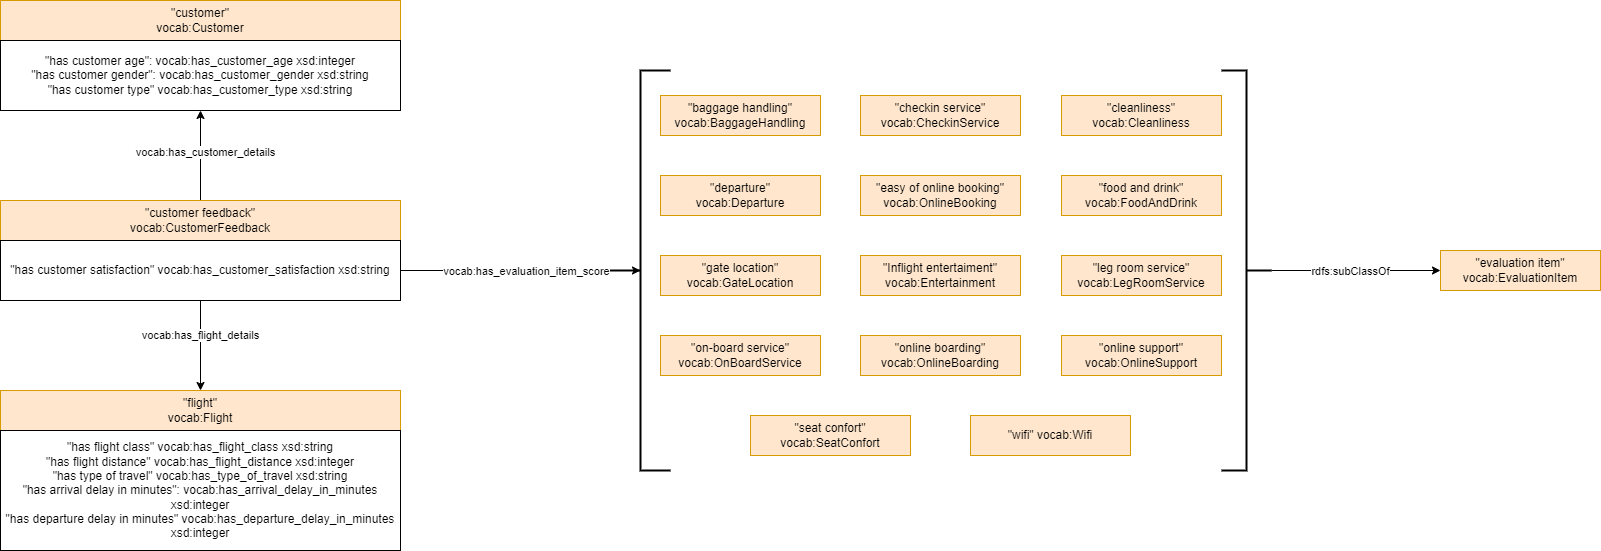 "customer"
vocab:Customer
"has customer age": vocab:has_customer_age xsd:integer
"has customer gender": vocab:has_customer_gender xsd:string
"has customer type" vocab:has_customer_type xsd:string
vocab:has_customer_details
"customer feedback"
vocab:CustomerFeedback
"has customer satisfaction" vocab:has_customer_satisfaction xsd:string
vocab:has_flight_details
"flight"
vocab:Flight
"has flight class" vocab:has_flight_class xsd:string
"has flight distance" vocab:has_flight_distance xsd:integer
"has type of travel" vocab:has_type_of_travel xsd:string
"has arrival delay in minutes": vocab:has_arrival_delay_in_minutes
xsd:integer
"has departure delay in minutes" vocab:has_departure_delay_in_minutes
xsd:integer
vocab:has_evaluation_item_score
"baggage handling"
vocab:BaggageHandling
"checkin service"
vocab:CheckinService
"cleanliness"
vocab:Cleanliness
"departure"
vocab:Departure
"easy of online booking"
vocab:OnlineBooking
"food and drink"
vocab:FoodAndDrink
"gate location"
vocab:GateLocation
"Inflight entertaiment"
vocab:Entertainment
"leg room service"
vocab:LegRoomService
"on-board service"
vocab:OnBoardService
"online boarding"
vocab:OnlineBoarding
"online support"
vocab:OnlineSupport
"seat confort"
vocab:SeatConfort
"wifi" vocab:Wifi
rdfs:subClassOf
"evaluation item"
vocab:EvaluationItem